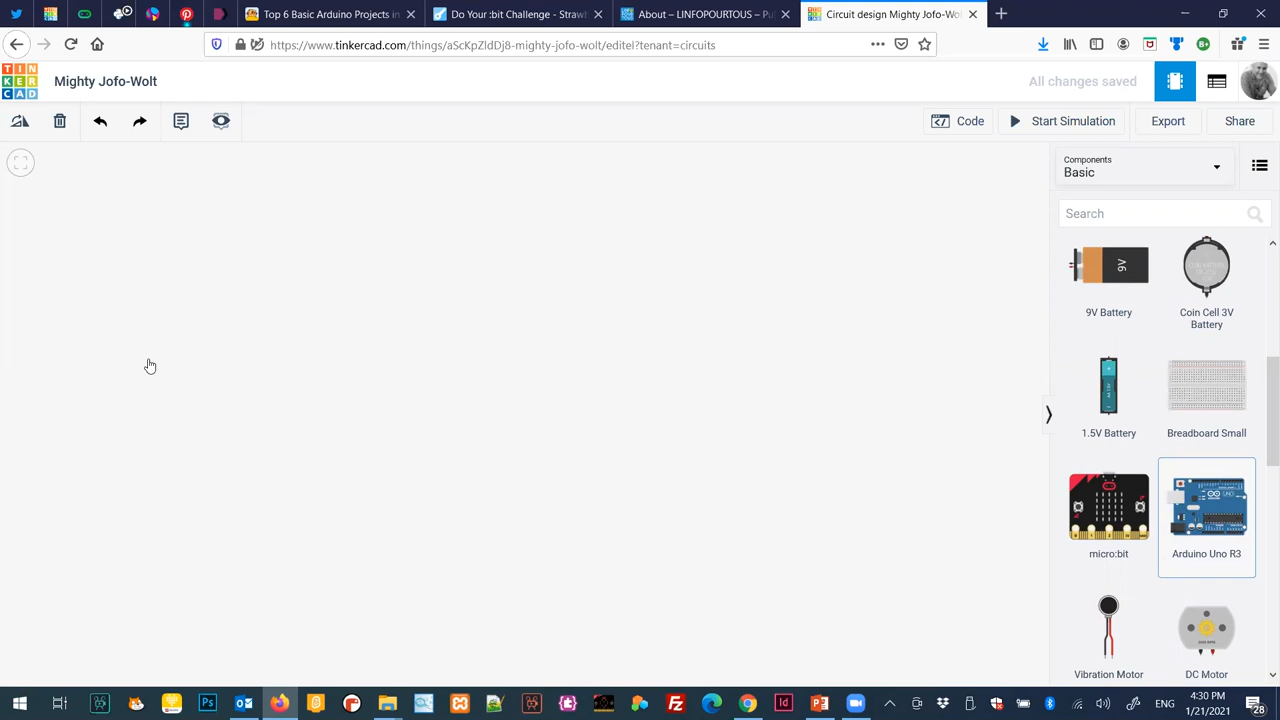 Top 6 Basic Arduino Projects in
Do Your :bit Challenge - Strawb
About – LINFOPOURTOUS – Pu
Circuit design Mighty Jofo-Wol
https://www.tinkercad.com/things/aScKpZldDj8-mighty-jofo-wolt/editel?tenant=circuits
TIN
KER
CAD
Mighty Jofo-Wolt
All changes saved
Code
Start Simulation
Export
Share
Components
Basic
Search
9V
9V Battery
Coin Cell 3V
Battery
1.5V Battery
Breadboard Small
UNO
micro:bit
Arduino Uno R3
Vibration Motor
DC Motor
ENG
4:30 PM
1/21/2021
28